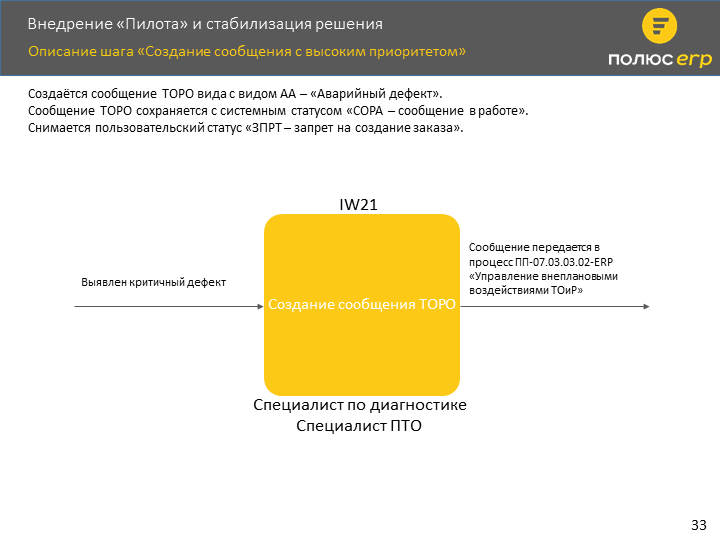 Внедрение «Пилота» и стабилизация решения
Описание шага «Создание сообщения с высоким приоритетом»
ПОЛЮС erp
Создаётся сообщение ТОРО вида с видом АА – «Аварийный дефект».
Сообщение ТОРО сохраняется с системным статусом «СОРА – сообщение в работе».
Снимается пользовательский статус «ЗПРТ – запрет на создание заказа».
IW21
Сообщение передается в
процесс ПП-07.03.03.02-ERP
«Управление внеплановыми
воздействиями ТОиР»
Выявлен критичный дефект
Создание сообщения ТОРО
Специалист по диагностике
Специалист ПТО
33